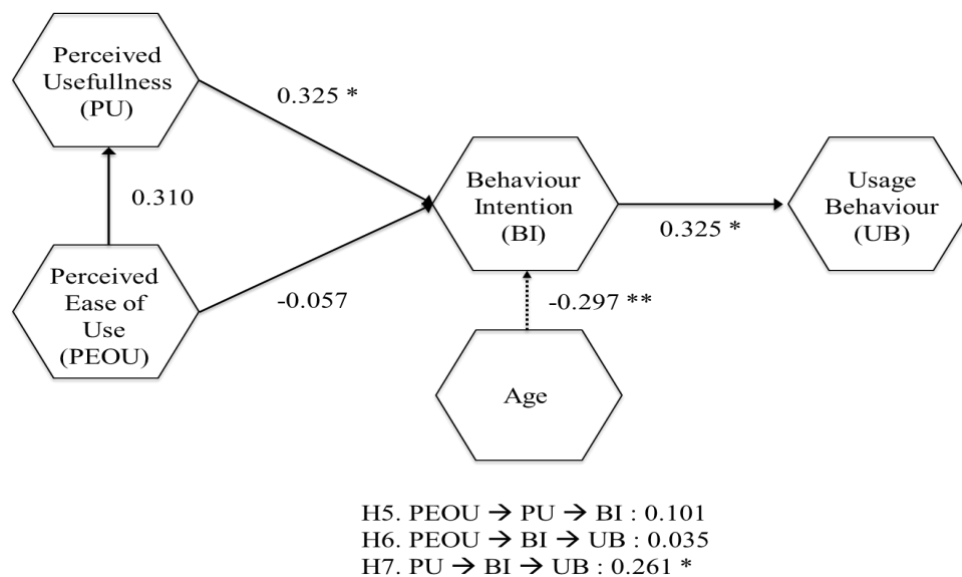 Perceived
Usefullness
(PU)
0.325 *
0.310
Perceived
Ease of
Use
(PEOU)
-0.057
Behaviour
Intention
(BI)
0.325 *
Usage
Behaviour
(UB)
-0.297 **
Age
H5. PEOU → PU → BI : 0.101
H6. PEOU → BI → UB : 0.035
H7. PU → BI → UB : 0.261 *